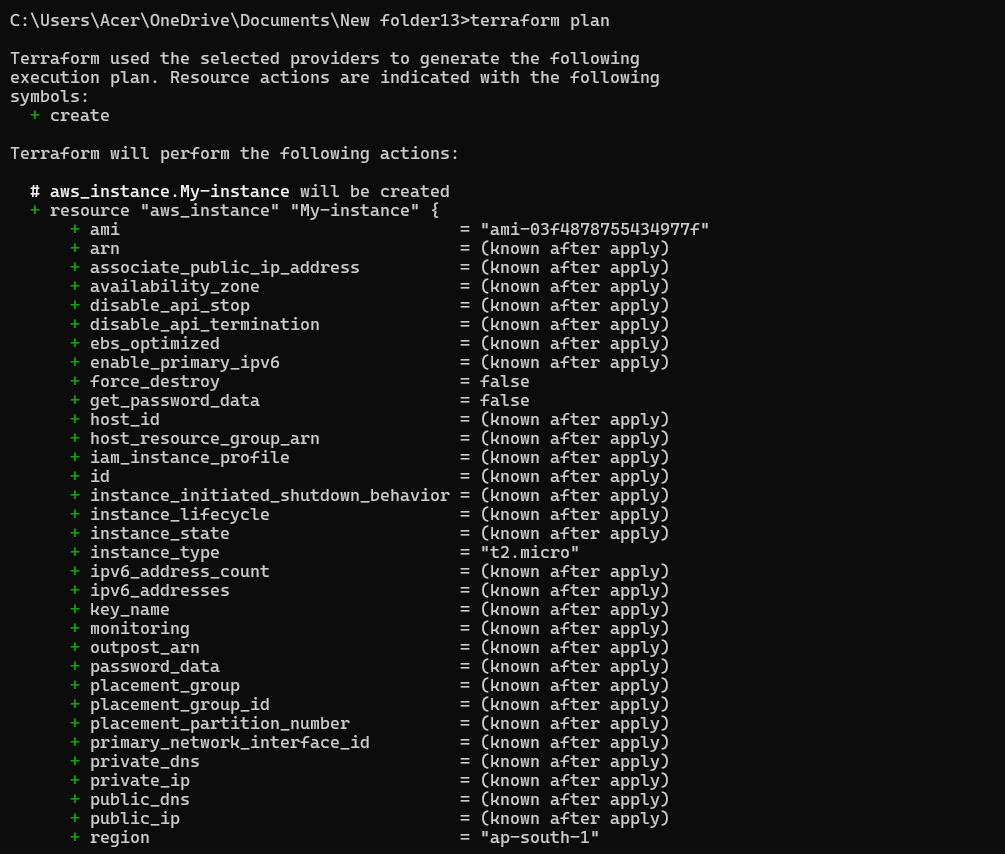 C:\Users\Acer\OneDrive\Documents\New folder13>terraform plan
Terraform used the selected providers to generate the following
execution plan. Resource actions are indicated with the following
symbols:
+ create
Terraform will perform the following actions:
# aws_instance.My-instance will be created
+ resource "aws_instance" "My-instance" {
+ ami = "ami-03f4878755434977f"
+ arn = (known after apply)
+ associate_public_ip_address = (known after apply)
+ availability_zone = (known after apply)
+ disable_api_stop = (known after apply)
+ disable_api_termination = (known after apply)
+ ebs_optimized = (known after apply)
+ enable_primary_ipv6 = (known after apply)
+ force_destroy = false
+ get_password_data = false
+ host_id = (known after apply)
+ host_resource_group_arn = (known after apply)
+ iam_instance_profile = (known after apply)
+ id = (known after apply)
+ instance_initiated_shutdown_behavior = (known after apply)
+ instance_lifecycle = (known after apply)
+ instance_state = (known after apply)
+ instance_type = "t2.micro"
+ ipv6_address_count = (known after apply)
+ ipv6_addresses = (known after apply)
+ key_name = (known after apply)
+ monitoring = (known after apply)
+ outpost_arn = (known after apply)
+ password_data = (known after apply)
+ placement_group = (known after apply)
+ placement_group_id = (known after apply)
+ placement_partition_number = (known after apply)
+ primary_network_interface_id = (known after apply)
+ private_dns = (known after apply)
+ private_ip = (known after apply)
+ public_dns = (known after apply)
+ public_ip = (known after apply)
+ region = "ap-south-1"